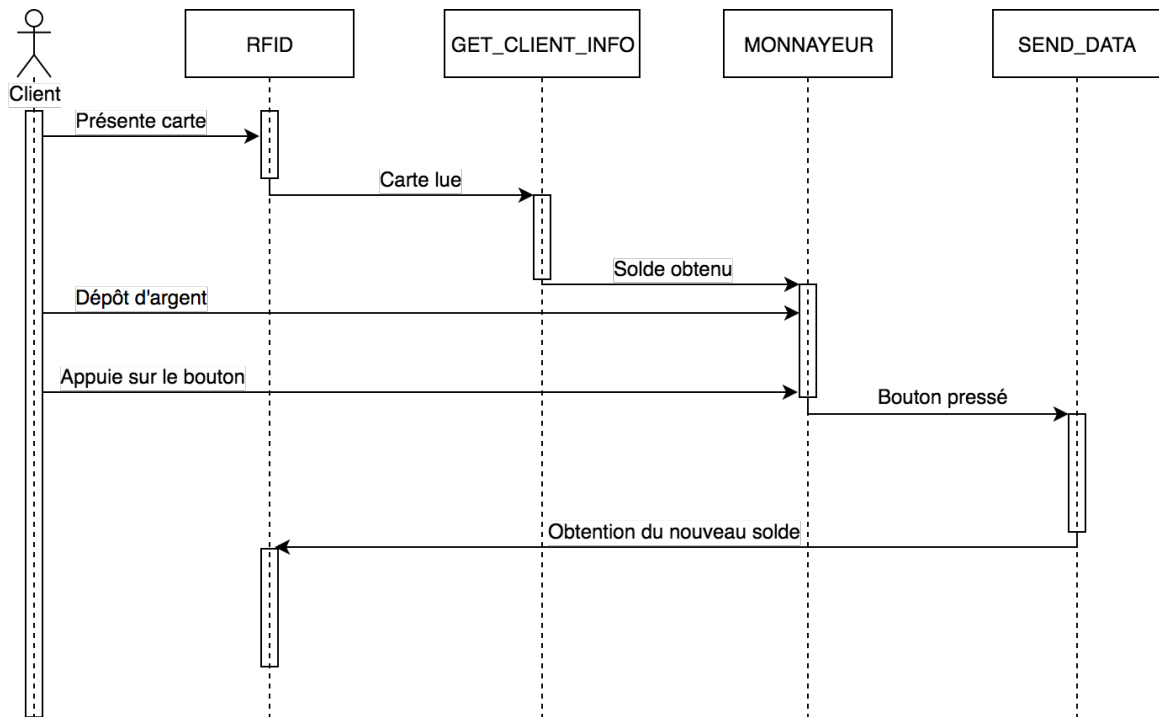 RFID
GET_CLIENT_INFO
MONNAYEUR
SEND_DATA
Client
Présente carte
Carte lue
Solde obtenu
Dépôt d'argent
Appuie sur le bouton
Bouton pressé
Obtention du nouveau solde